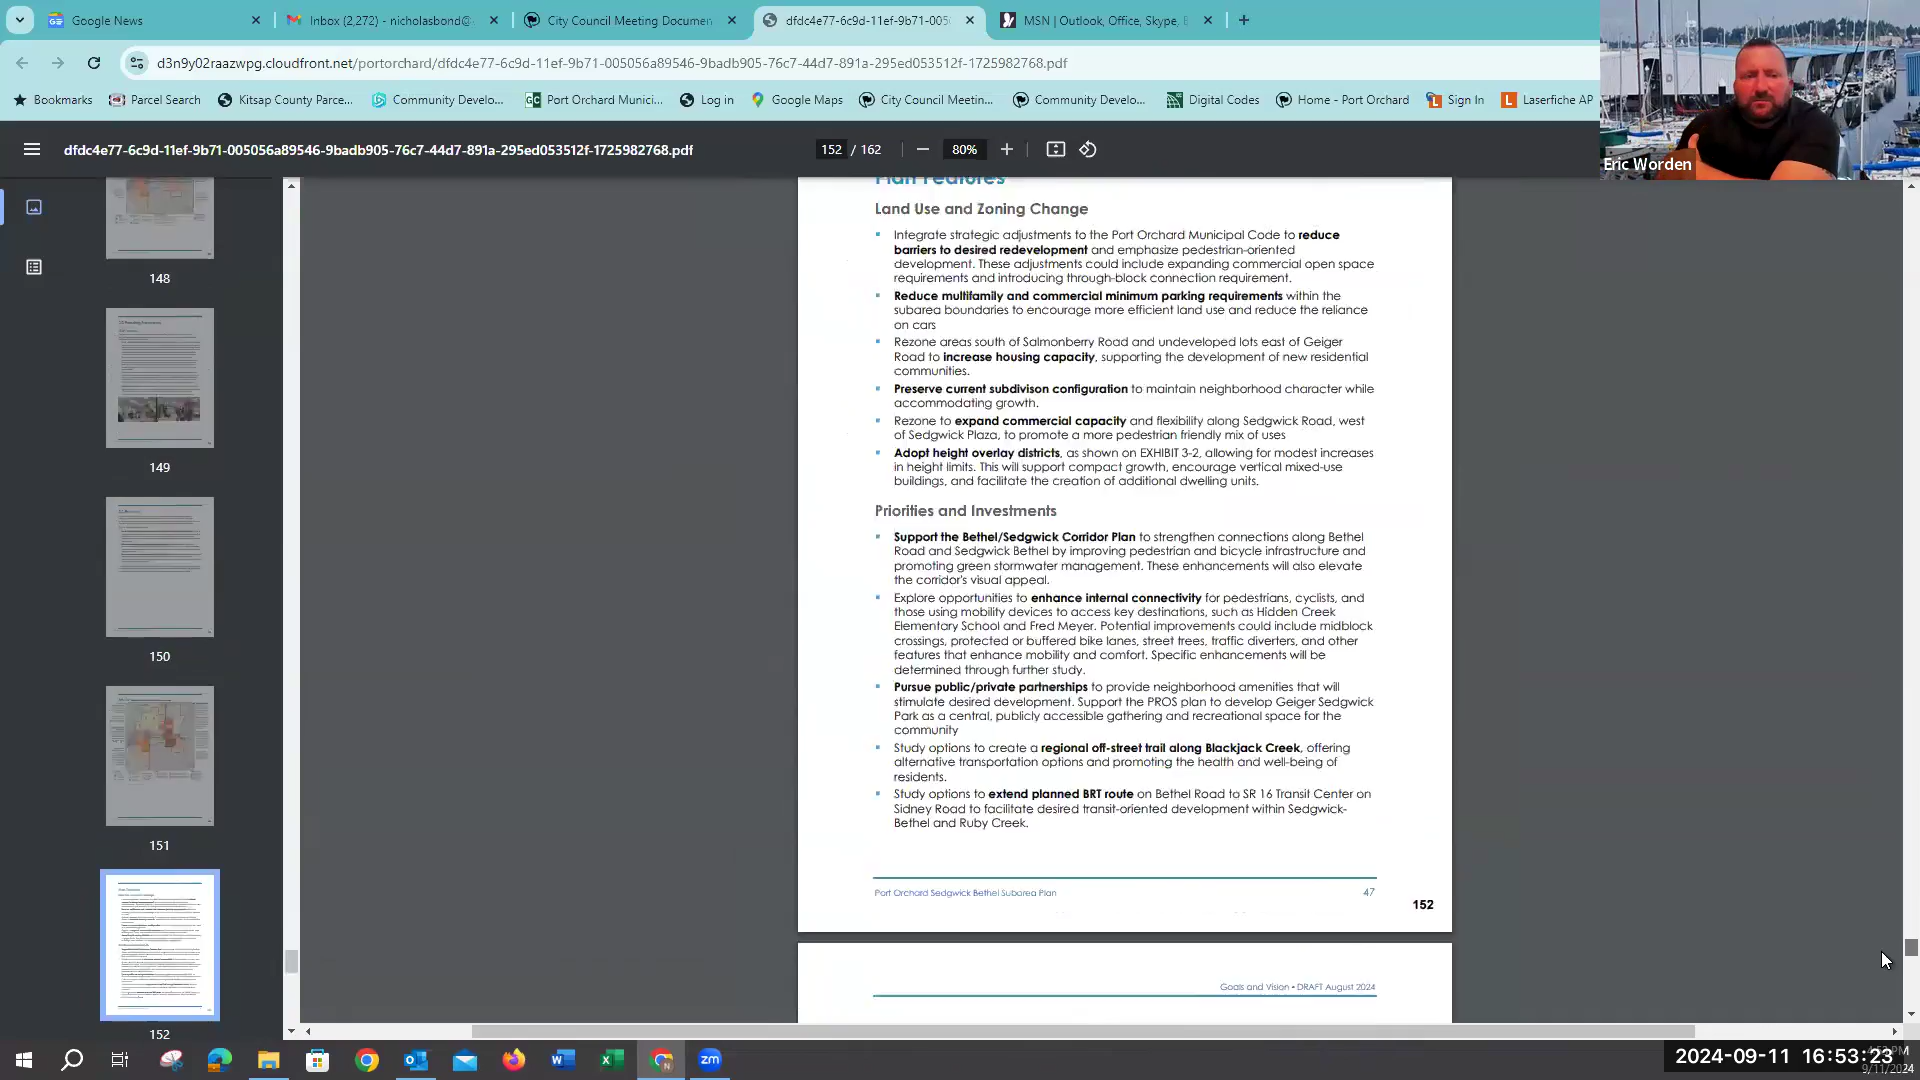 Google News
Inbox (2,272) - nicholasbond@
City Council Meeting Documen
dfdc4e77-6c9d-11ef-9b71-005
MSN | Outlook, Office, Skype,
d3n9y02raazwpg.cloudfront.net/portorchard/dfdc4e77-6c9d-11ef-9b71-005056a89546-9badb905-76c7-44d7-891a-295ed053512f-1725982768.pdf
Bookmarks
Parcel Search
Kitsap County Parce...
Community Develo...
Port Orchard Munici...
Log in
Google Maps
City Council Meetin...
Community Develo...
Digital Codes
Home - Port Orchard
Sign In
Laserfiche AP
Eric Worden
dfdc4e77-6c9d-11ef-9b71-005056a89546-9badb905-76c7-44d7-891a-295ed053512f-1725982768.pdf
152 / 162
80%
148
149
150
151
152
Plan Features
Land Use and Zoning Change
Integrate strategic adjustments to the Port Orchard Municipal Code to reduce
barriers to desired redevelopment and emphasize pedestrian-oriented
development. These adjustments could include expanding commercial open space
requirements and introducing through-block connection requirement.
Reduce multifamily and commercial minimum parking requirements within the
subarea boundaries to encourage more efficient land use and reduce the reliance
on cars
Rezone areas south of Salmonberry Road and undeveloped lots east of Geiger
Road to increase housing capacity, supporting the development of new residential
communities.
Preserve current subdivison configuration to maintain neighborhood character while
accommodating growth.
Rezone to expand commercial capacity and flexibility along Sedgwick Road, west
of Sedgwick Plaza, to promote a more pedestrian friendly mix of uses
Adopt height overlay districts, as shown on EXHIBIT 3-2, allowing for modest increases
in height limits. This will support compact growth, encourage vertical mixed-use
buildings, and facilitate the creation of additional dwelling units.
Priorities and Investments
Support the Bethel/Sedgwick Corridor Plan to strengthen connections along Bethel
Road and Sedgwick Bethel by improving pedestrian and bicycle infrastructure and
promoting green stormwater management. These enhancements will also elevate
the corridor's visual appeal.
Explore opportunities to enhance internal connectivity for pedestrians, cyclists, and
those using mobility devices to access key destinations, such as Hidden Creek
Elementary School and Fred Meyer. Potential improvements could include midblock
crossings, protected or buffered bike lanes, street trees, traffic diverters, and other
features that enhance mobility and comfort. Specific enhancements will be
determined through further study.
Pursue public/private partnerships to provide neighborhood amenities that will
stimulate desired development. Support the PROS plan to develop Geiger Sedgwick
Park as a central, publicly accessible gathering and recreational space for the
community
Study options to create a regional off-street trail along Blackjack Creek, offering
alternative transportation options and promoting the health and well-being of
residents.
Study options to extend planned BRT route on Bethel Road to SR 16 Transit Center on
Sidney Road to facilitate desired transit-oriented development within Sedgwick-
Bethel and Ruby Creek.
Port Orchard Sedgwick Bethel Subarea Plan
47
152
Goals and Vision • DRAFT August 2024
2024-09-11 16:53:23
9/11/2024